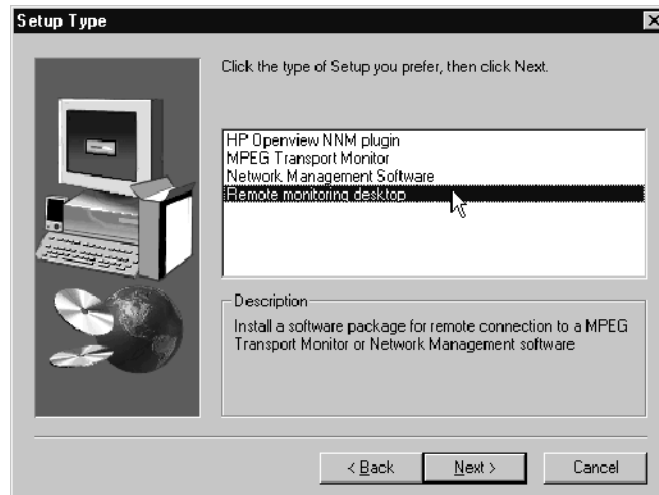 Setup Type
Click the type of Setup you prefer, then click Next.
HP Openview NNM plugin
MPEG Transport Monitor
Network Management Software
Remote monitoring desktop
Description
Install a software package for remote connection to a MPEG
Transport Monitor or Network Management software
< Back
Next >
Cancel